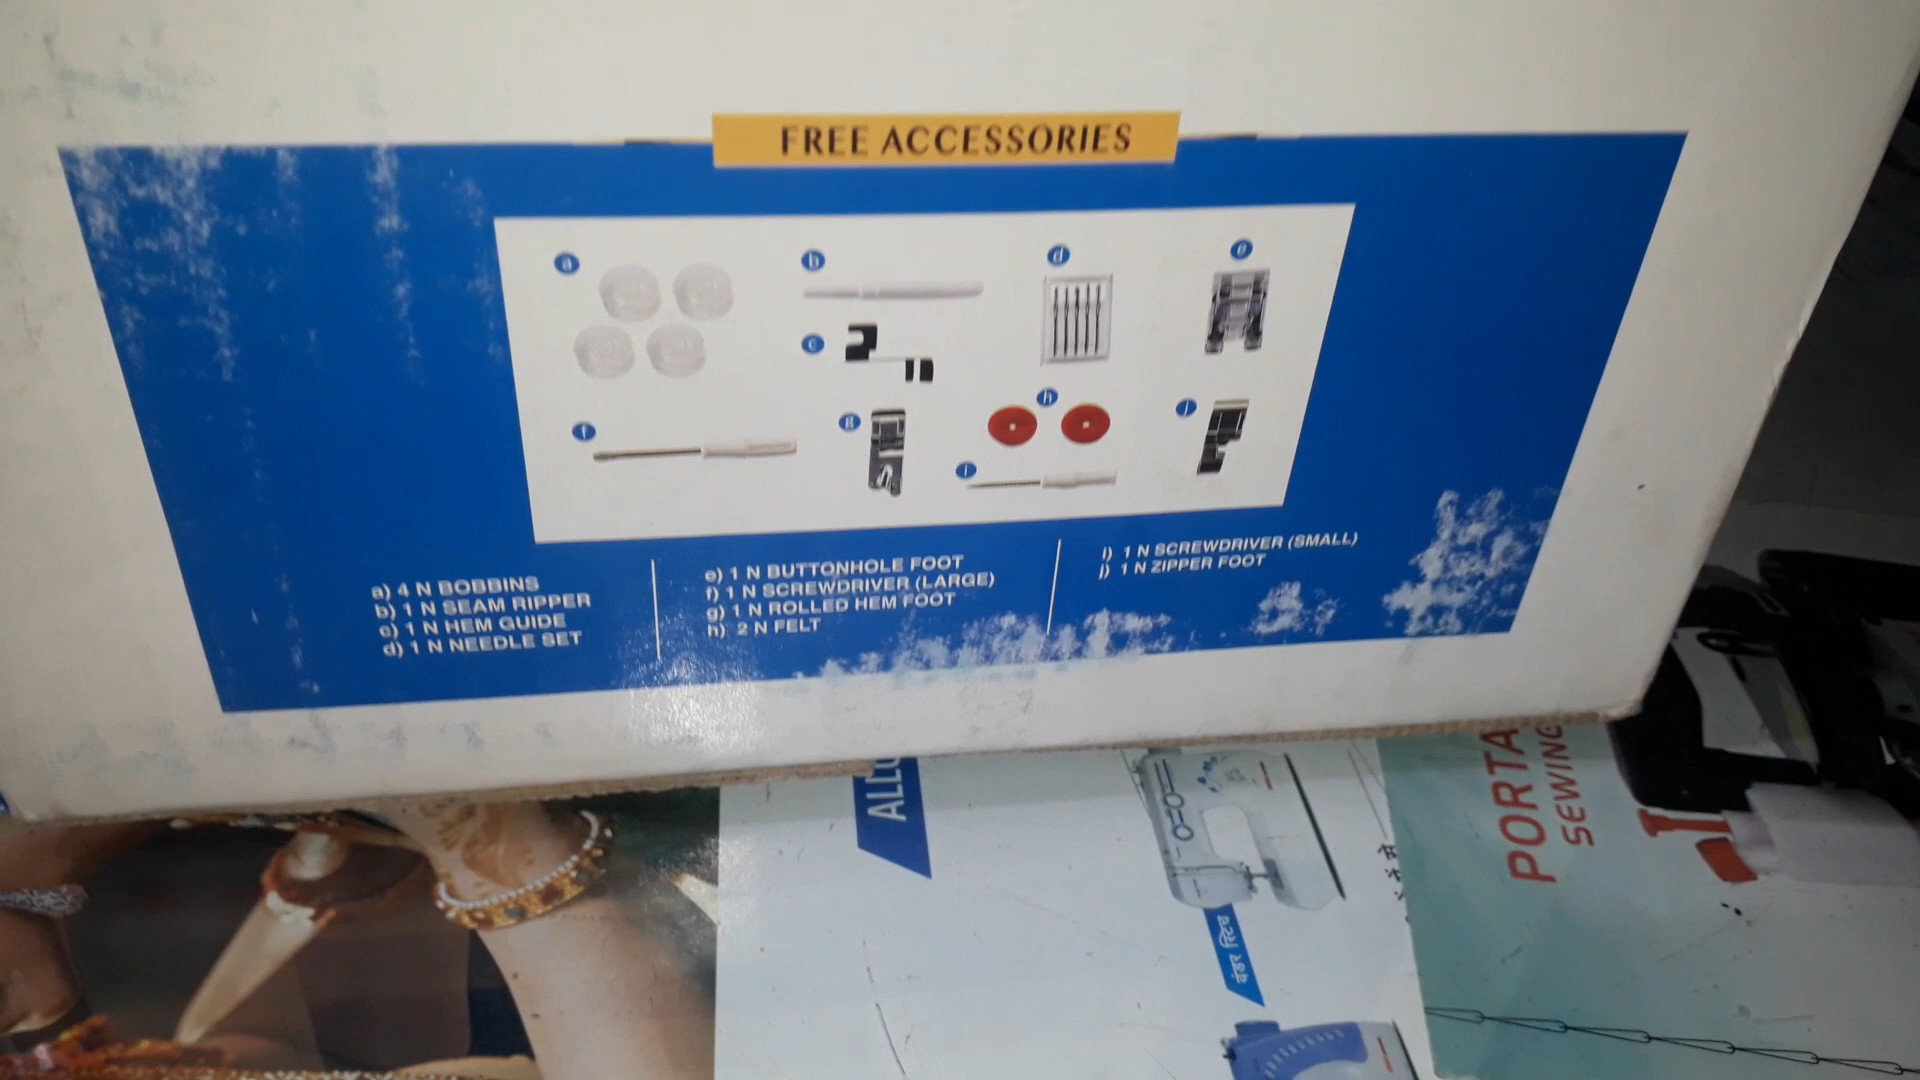 FREE ACCESSORIES
a
b
d
e
c
h
f
g
j
i
a) 4 N BOBBINS
b) 1 N SEAM RIPPER
c) 1 N HEM GUIDE
d) 1 N NEEDLE SET
e) 1 N BUTTONHOLE FOOT
f) 1 N SCREWDRIVER (LARGE)
g) 1 N ROLLED HEM FOOT
h) 2 N FELT
i) 1 N SCREWDRIVER (SMALL)
j) 1 N ZIPPER FOOT
PORTA
SEWING
वंडर स्टिच